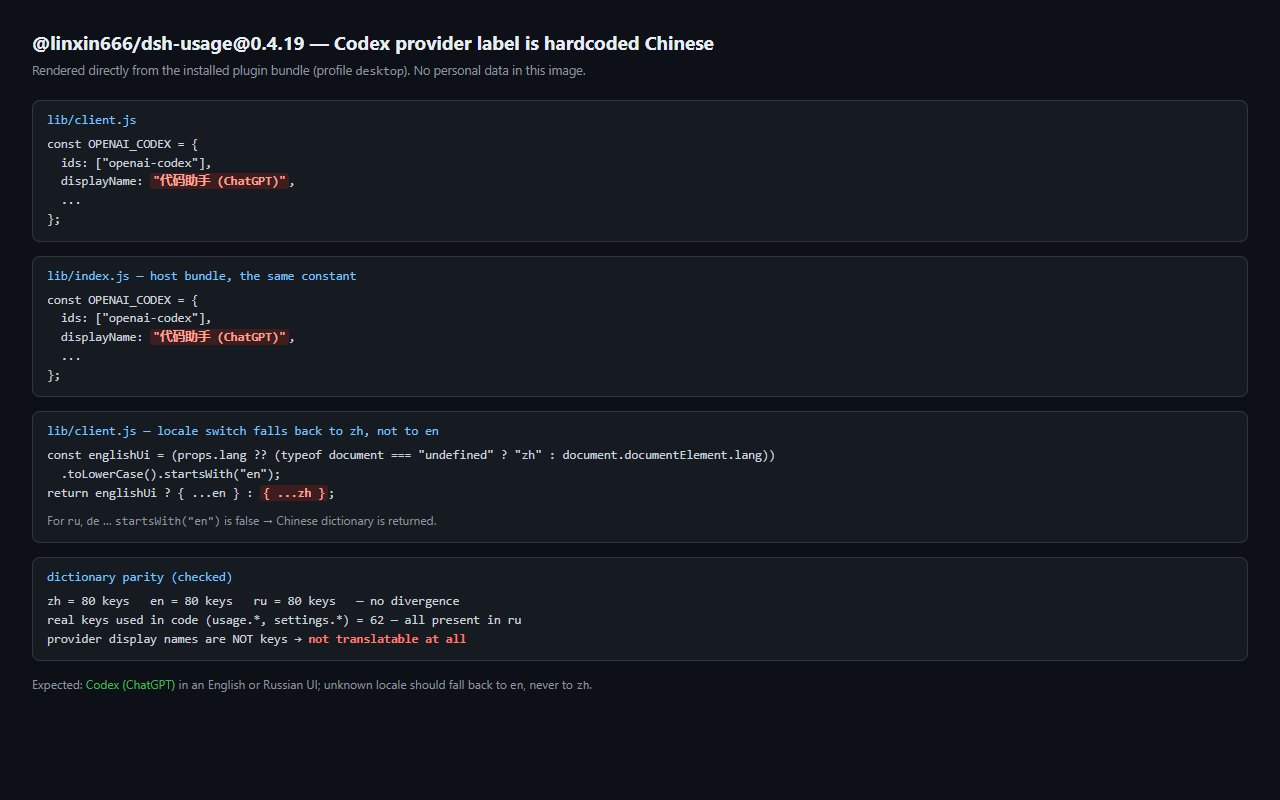 @linxin666/dsh-usage@0.4.19 — Codex provider label is hardcoded Chinese
Rendered directly from the installed plugin bundle (profile desktop). No personal data in this image.
lib/client.js
const OPENAI_CODEX = {
  ids: ["openai-codex"],
  displayName: "代码助手 (ChatGPT)",
  ...
};
lib/index.js — host bundle, the same constant
const OPENAI_CODEX = {
  ids: ["openai-codex"],
  displayName: "代码助手 (ChatGPT)",
  ...
};
lib/client.js — locale switch falls back to zh, not to en
const englishUi = (props.lang ?? (typeof document === "undefined" ? "zh" : document.documentElement.lang))
  .toLowerCase().startsWith("en");
return englishUi ? { ...en } : { ...zh };
For ru, de … startsWith("en") is false → Chinese dictionary is returned.
dictionary parity (checked)
zh = 80 keys   en = 80 keys   ru = 80 keys   — no divergence
real keys used in code (usage.*, settings.*) = 62 — all present in ru
provider display names are NOT keys → not translatable at all
Expected: Codex (ChatGPT) in an English or Russian UI; unknown locale should fall back to en, never to zh.